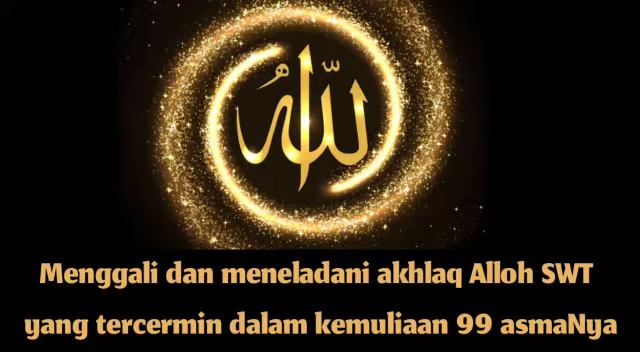 الله
Menggali dan meneladani akhlaq Alloh SWT
yang tercermin dalam kemuliaan 99 asmaNya